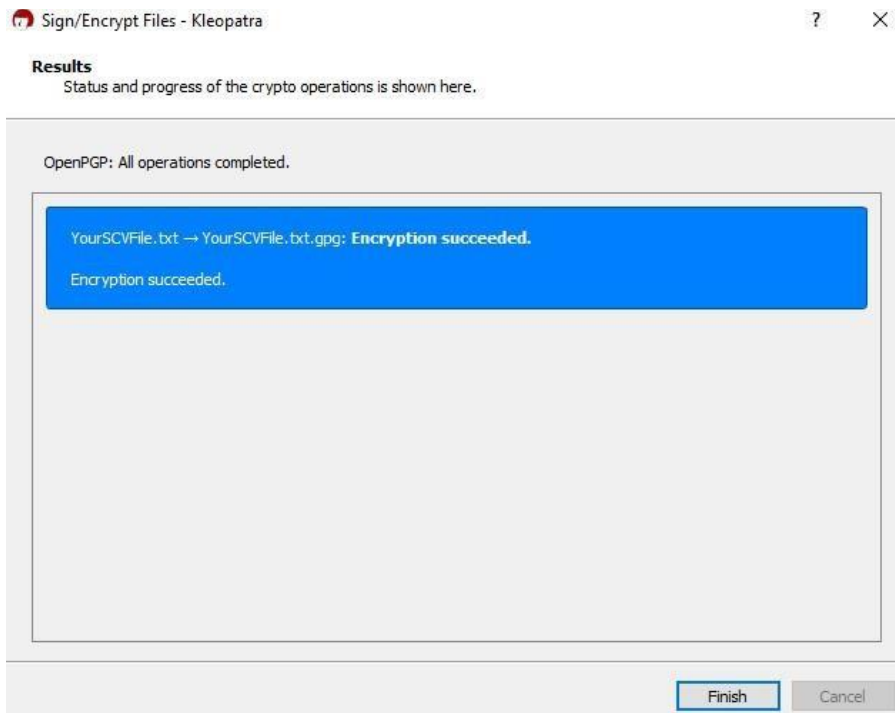 Sign/Encrypt Files - Kleopatra
?
Results
Status and progress of the crypto operations is shown here.
OpenPGP: All operations completed.
YourSCVFile.txt → YourSCVFile.txt.gpg: Encryption succeeded.
Encryption succeeded.
Finish
Cancel